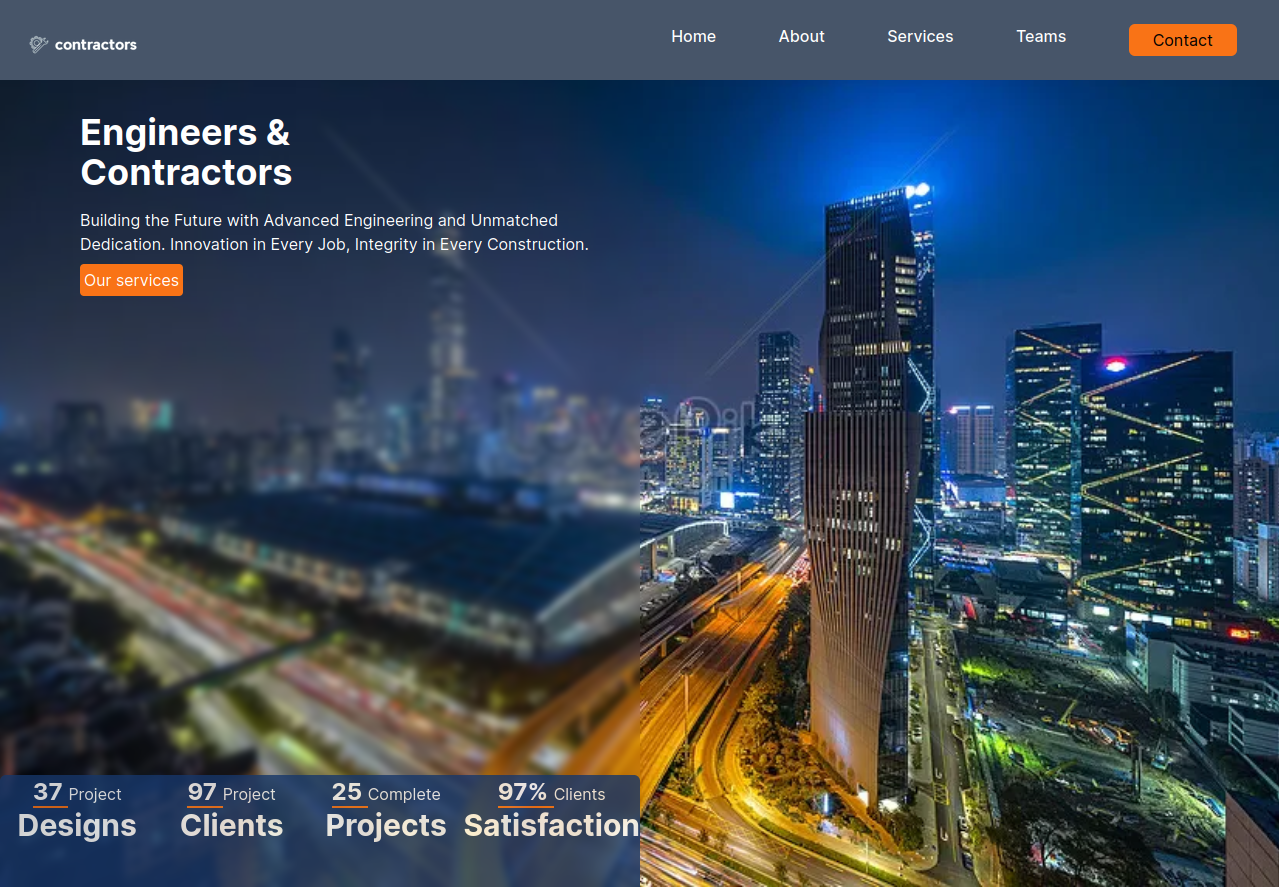 contractors
Home About Services Teams Contact
Engineers &
Contractors
Building the Future with Advanced Engineering and Unmatched
Dedication. Innovation in Every Job, Integrity in Every Construction.
Our services
37 Project
Designs
97 Project
Clients
25 Complete
Projects
97% Clients
Satisfaction